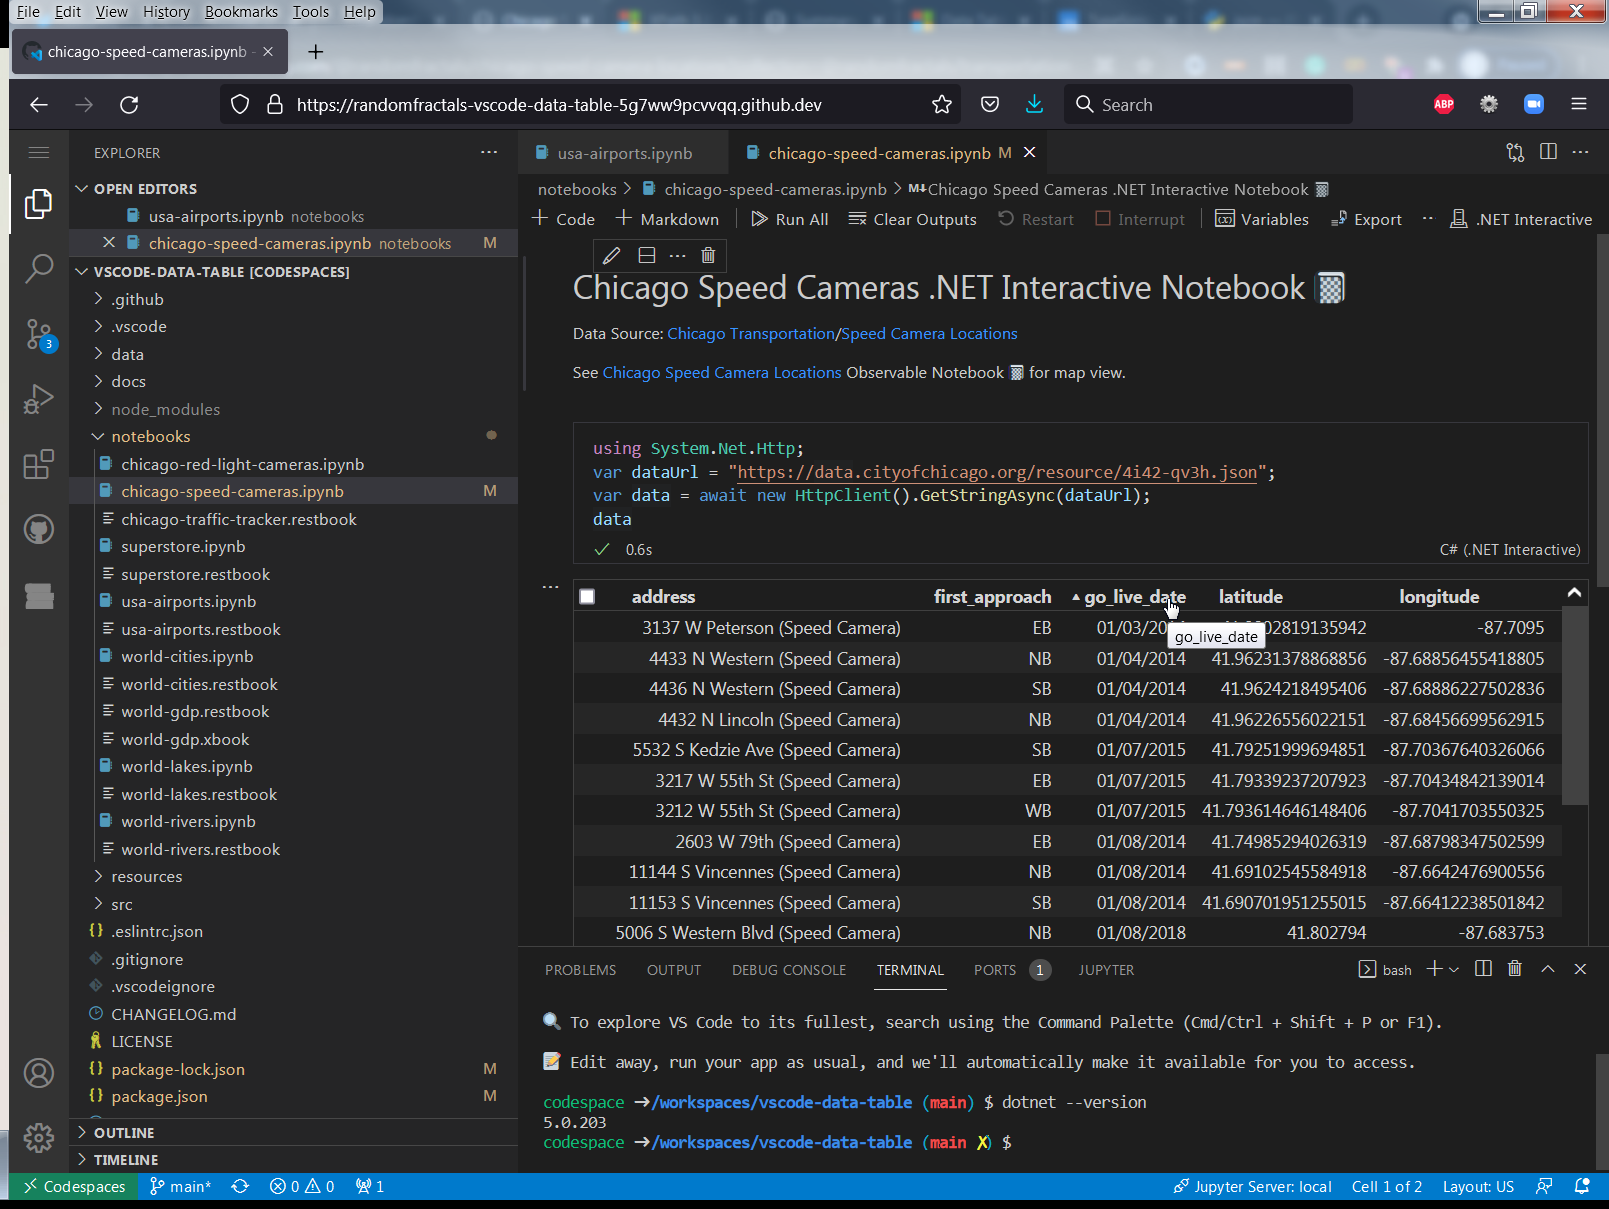 File Edit View History Bookmarks Tools Help
chicago-speed-cameras.ipynb -
https://randomfractals-vscode-data-table-5g7ww9pcvvqq.github.dev
Search
ABP
EXPLORER
OPEN EDITORS
usa-airports.ipynb notebooks
chicago-speed-cameras.ipynb notebooks M
VSCODE-DATA-TABLE [CODESPACES]
.github
.vscode
data
docs
node_modules
notebooks
chicago-red-light-cameras.ipynb
chicago-speed-cameras.ipynb M
chicago-traffic-tracker.restbook
superstore.ipynb
superstore.restbook
usa-airports.ipynb
usa-airports.restbook
world-cities.ipynb
world-cities.restbook
world-gdp.restbook
world-gdp.xbook
world-lakes.ipynb
world-lakes.restbook
world-rivers.ipynb
world-rivers.restbook
resources
src
.eslintrc.json
.gitignore
.vscodeignore
CHANGELOG.md
LICENSE
package-lock.json M
package.json M
OUTLINE
TIMELINE
3
usa-airports.ipynb
chicago-speed-cameras.ipynb M
notebooks > chicago-speed-cameras.ipynb > M↓Chicago Speed Cameras .NET Interactive Notebook
+ Code + Markdown Run All Clear Outputs Restart Interrupt Variables Export ··· .NET Interactive
Chicago Speed Cameras .NET Interactive Notebook
Data Source: Chicago Transportation/Speed Camera Locations
See Chicago Speed Camera Locations Observable Notebook for map view.
using System.Net.Http;
var dataUrl = "https://data.cityofchicago.org/resource/4i42-qv3h.json";
var data = await new HttpClient().GetStringAsync(dataUrl);
data
0.6s C# (.NET Interactive)
address first_approach go_live_date latitude longitude
3137 W Peterson (Speed Camera) EB 01/03/20 2819135942 -87.7095
go_live_date
4433 N Western (Speed Camera) NB 01/04/2014 41.96231378868856 -87.68856455418805
4436 N Western (Speed Camera) SB 01/04/2014 41.9624218495406 -87.68886227502836
4432 N Lincoln (Speed Camera) NB 01/04/2014 41.96226556022151 -87.68456699562915
5532 S Kedzie Ave (Speed Camera) SB 01/07/2015 41.79251999694851 -87.70367640326066
3217 W 55th St (Speed Camera) EB 01/07/2015 41.79339237207923 -87.70434842139014
3212 W 55th St (Speed Camera) WB 01/07/2015 41.793614646148406 -87.7041703550325
2603 W 79th (Speed Camera) EB 01/08/2014 41.74985294026319 -87.68798347502599
11144 S Vincennes (Speed Camera) NB 01/08/2014 41.69102545584918 -87.6642476900556
11153 S Vincennes (Speed Camera) SB 01/08/2014 41.690701951255015 -87.66412238501842
5006 S Western Blvd (Speed Camera) NB 01/08/2018 41.802794 -87.683753
PROBLEMS OUTPUT DEBUG CONSOLE TERMINAL PORTS 1 JUPYTER bash
To explore VS Code to its fullest, search using the Command Palette (Cmd/Ctrl + Shift + P or F1).
Edit away, run your app as usual, and we'll automatically make it available for you to access.
codespace →/workspaces/vscode-data-table (main) $ dotnet --version
5.0.203
codespace →/workspaces/vscode-data-table (main ✗) $
Codespaces main* 0 0 1 Jupyter Server: local Cell 1 of 2 Layout: US